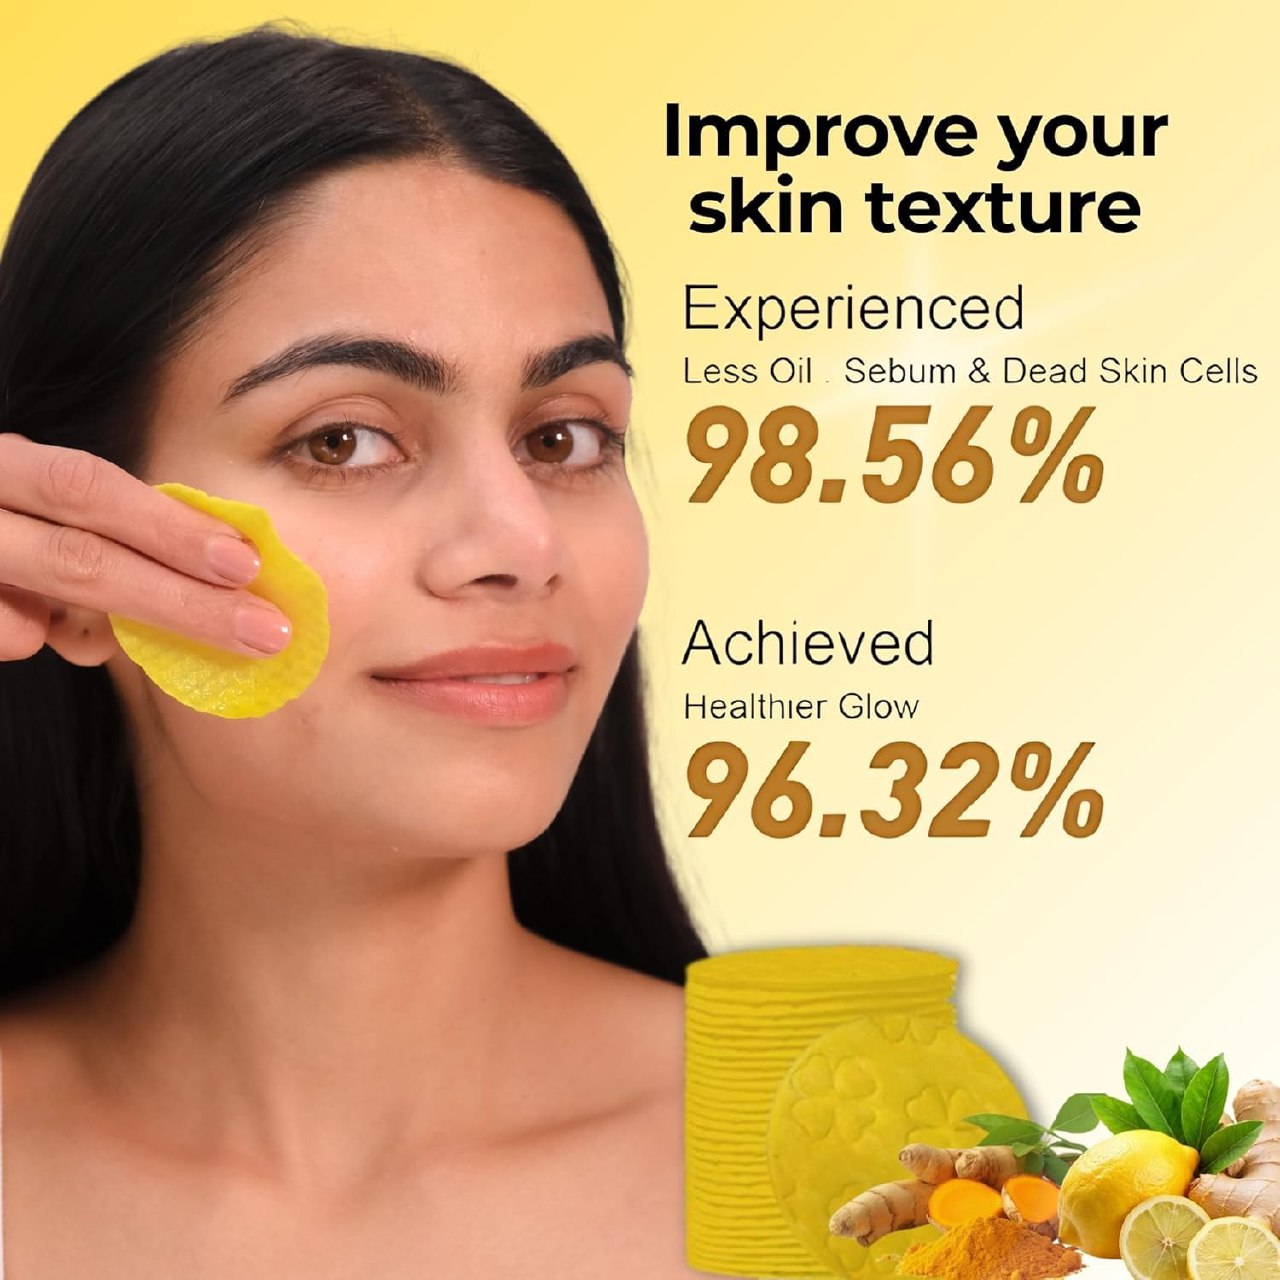 Improve your
skin texture
Experienced
Less Oil . Sebum & Dead Skin Cells
98.56%
Achieved
Healthier Glow
96.32%